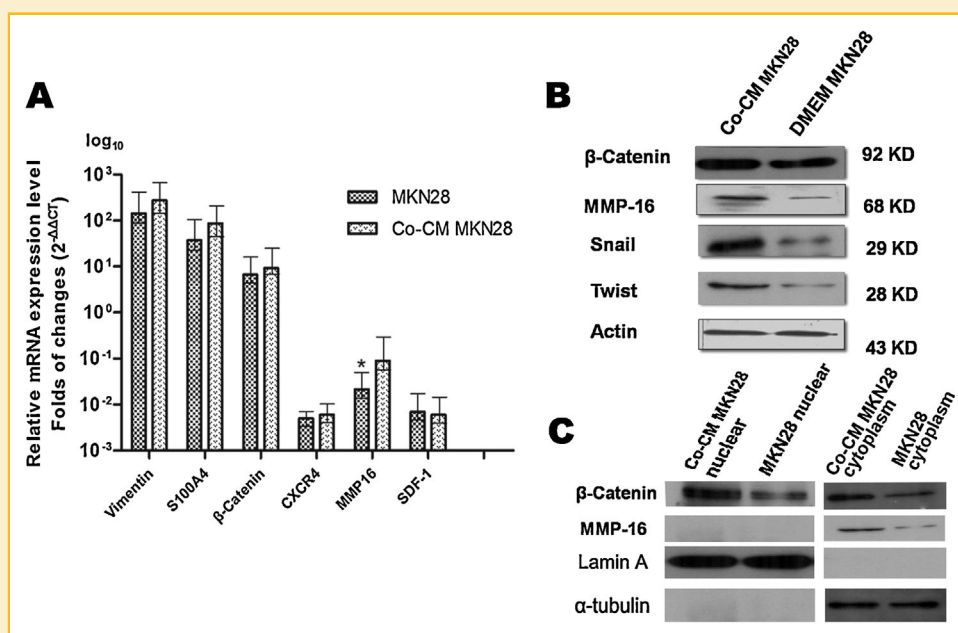 A
log10
Relative mRNA expression level
Folds of changes (2-ΔΔCT)
10³
10²
10¹
10⁰
10⁻¹
10⁻²
10⁻³
MKN28
Co-CM MKN28
*
Vimentin
S100A4
β-Catenin
CXCR4
MMP16
SDF-1
B
Co-CM MKN28
DMEM MKN28
β-Catenin
92 KD
MMP-16
68 KD
Snail
29 KD
Twist
28 KD
Actin
43 KD
C
Co-CM MKN28
nuclear
MKN28 nuclear
Co-CM MKN28
cytoplasm
MKN28
cytoplasm
β-Catenin
MMP-16
Lamin A
α-tubulin